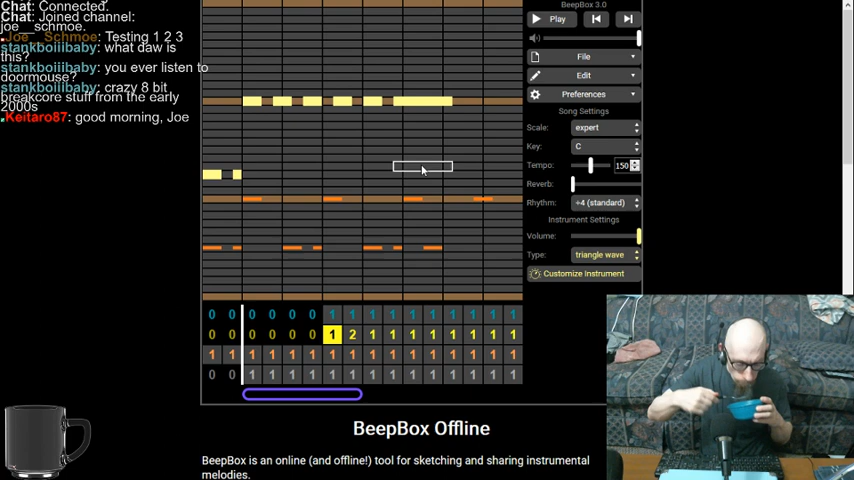 Chat: Connected.
Chat: Joined channel:
joe__schmoe.
Joe__Schmoe: Testing 1 2 3
stankboiiibaby: what daw is
this?
stankboiiibaby: you ever listen to
doormouse?
stankboiiibaby: crazy 8 bit
breakcore stuff from the early
2000s
Keitaro87: good morning, Joe
BeepBox 3.0
Play
File
Edit
Preferences
Song Settings
Scale: expert
Key: C
Tempo: 150
Reverb:
Rhythm: ÷4 (standard)
Instrument Settings
Volume:
Type: triangle wave
Customize Instrument
0 0 0 0 0 0 1 1 1 1 1 1 1 1 1 1
0 0 0 0 0 0 1 2 1 1 1 1 1 1 1 1
1 1 1 1 1 1 1 1 1 1 1 1 1 1 1 1
0 0 1 1 1 1 1 1 1 1 1 1 1 1 1 1
BeepBox Offline
BeepBox is an online (and offline!) tool for sketching and sharing instrumental
melodies.